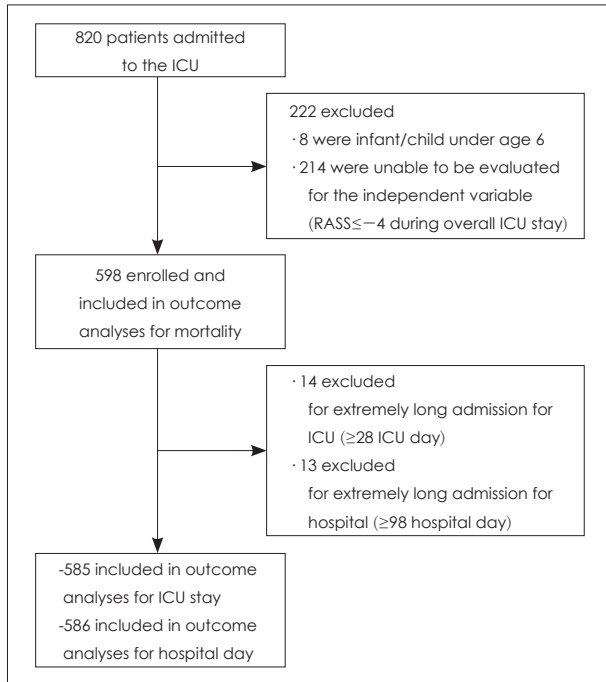 820 patients admitted
to the ICU
222 excluded
· 8 were infant/child under age 6
· 214 were unable to be evaluated
for the independent variable
(RASS≤−4 during overall ICU stay)
598 enrolled and
included in outcome
analyses for mortality
· 14 excluded
for extremely long admission for
ICU (≥28 ICU day)
· 13 excluded
for extremely long admission for
hospital (≥98 hospital day)
-585 included in outcome
analyses for ICU stay
-586 included in outcome
analyses for hospital day